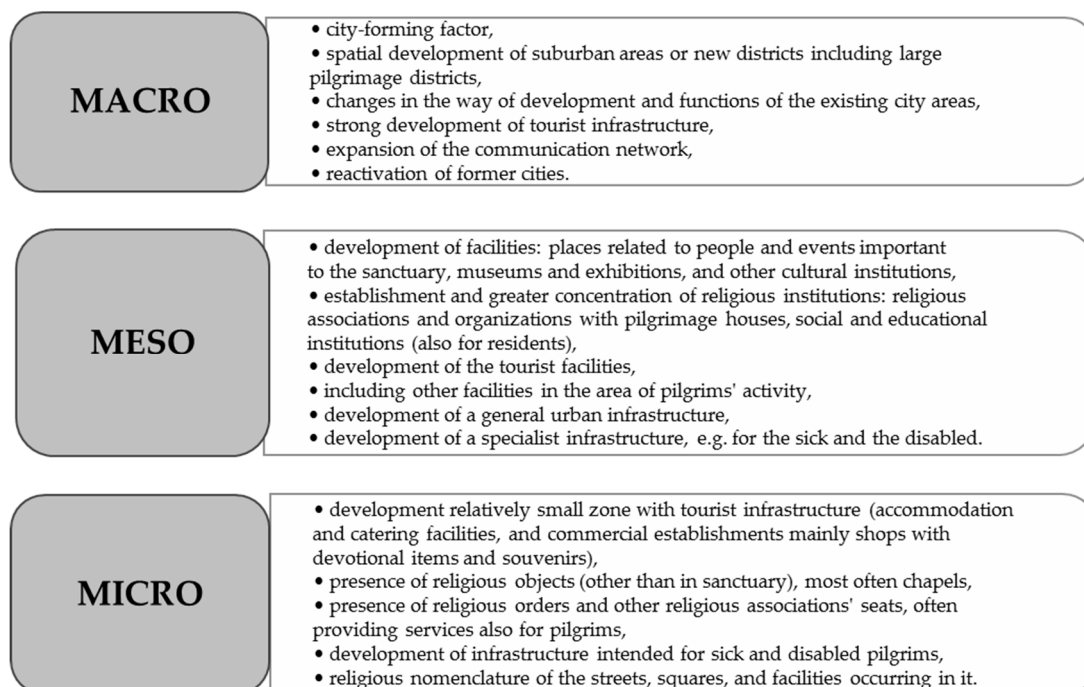 MACRO
• city-forming factor,
• spatial development of suburban areas or new districts including large
pilgrimage districts,
• changes in the way of development and functions of the existing city areas,
• strong development of tourist infrastructure,
• expansion of the communication network,
• reactivation of former cities.
MESO
• development of facilities: places related to people and events important
to the sanctuary, museums and exhibitions, and other cultural institutions,
• establishment and greater concentration of religious institutions: religious
associations and organizations with pilgrimage houses, social and educational
institutions (also for residents),
• development of the tourist facilities,
• including other facilities in the area of pilgrims' activity,
• development of a general urban infrastructure,
• development of a specialist infrastructure, e.g. for the sick and the disabled.
MICRO
• development relatively small zone with tourist infrastructure (accommodation
and catering facilities, and commercial establishments mainly shops with
devotional items and souvenirs),
• presence of religious objects (other than in sanctuary), most often chapels,
• presence of religious orders and other religious associations' seats, often
providing services also for pilgrims,
• development of infrastructure intended for sick and disabled pilgrims,
• religious nomenclature of the streets, squares, and facilities occurring in it.